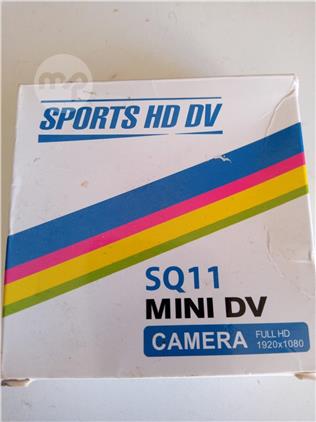 SPORTS HD DV
SQ11
MINI DV
CAMERA FULL HD
1920x1080